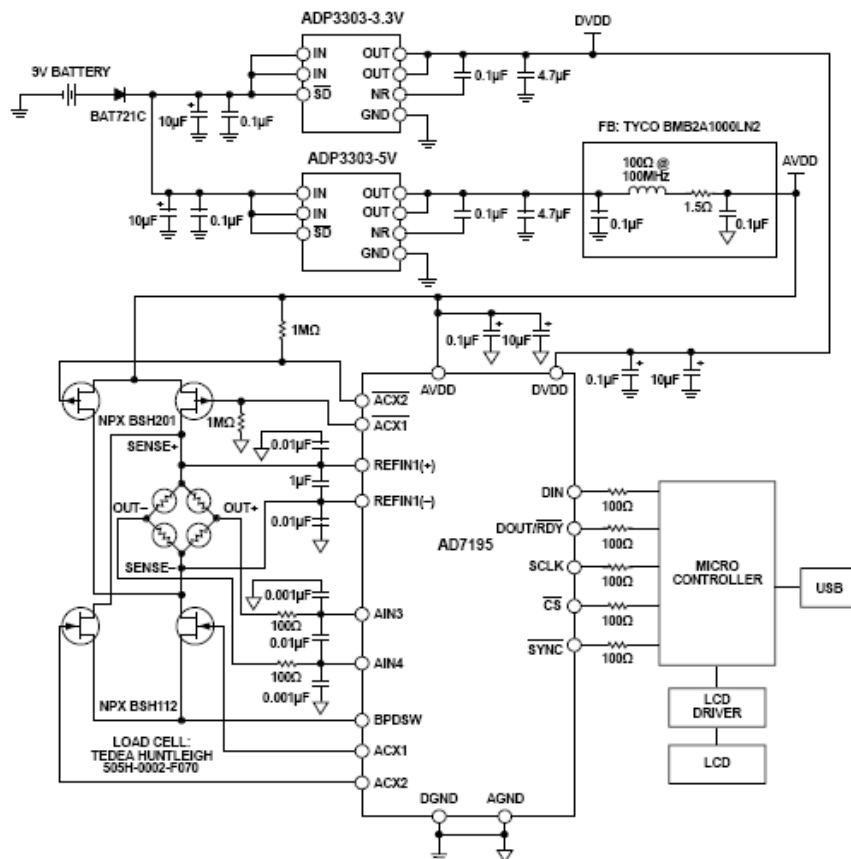 ADP3303-3.3V
DVDD
9V BATTERY
BAT721C
IN
IN
SD
OUT
OUT
NR
GND
10µF
+
0.1µF
0.1µF
4.7µF
FB: TYCO BMB2A1000LN2
ADP3303-5V
AVDD
100Ω @
100MHz
1.5Ω
IN
IN
SD
OUT
OUT
NR
GND
10µF
+
0.1µF
0.1µF
4.7µF
0.1µF
0.1µF
1MΩ
0.1µF
+
10µF
+
0.1µF
+
10µF
+
AVDD
DVDD
ACX2
ACX1
NPX BSH201
1MΩ
SENSE+
0.01µF
REFIN1(+)
1µF
REFIN1(–)
0.01µF
OUT–
OUT+
SENSE–
AD7195
DIN
100Ω
DOUT/RDY
100Ω
SCLK
100Ω
CS
100Ω
SYNC
100Ω
MICRO
CONTROLLER
USB
0.001µF
AIN3
100Ω
0.01µF
AIN4
100Ω
0.001µF
NPX BSH112
BPDSW
LOAD CELL:
TEDEA HUNTLEIGH
505H-0002-F070
ACX1
ACX2
LCD
DRIVER
LCD
DGND
AGND